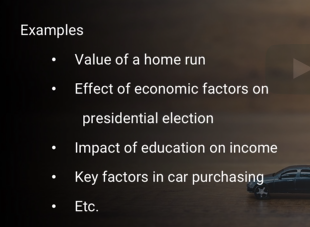 Examples
• Value of a home run
• Effect of economic factors on
presidential election
• Impact of education on income
• Key factors in car purchasing
• Etc.